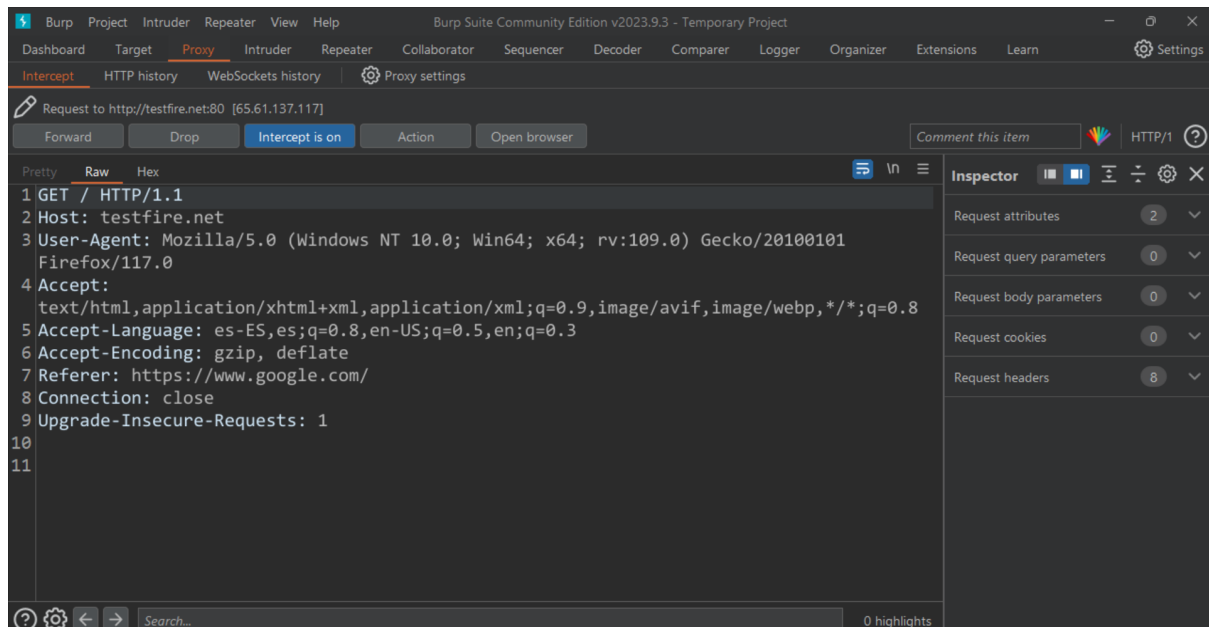 Burp Project Intruder Repeater View Help Burp Suite Community Edition v2023.9.3 - Temporary Project
Dashboard Target Proxy Intruder Repeater Collaborator Sequencer Decoder Comparer Logger Organizer Extensions Learn Settings
Intercept HTTP history WebSockets history Proxy settings
Request to http://testfire.net:80 [65.61.137.117]
Forward Drop Intercept is on Action Open browser Comment this item HTTP/1
Pretty Raw Hex \n
Inspector
1 GET / HTTP/1.1
2 Host: testfire.net
3 User-Agent: Mozilla/5.0 (Windows NT 10.0; Win64; x64; rv:109.0) Gecko/20100101
Firefox/117.0
4 Accept:
text/html,application/xhtml+xml,application/xml;q=0.9,image/avif,image/webp,*/*;q=0.8
5 Accept-Language: es-ES,es;q=0.8,en-US;q=0.5,en;q=0.3
6 Accept-Encoding: gzip, deflate
7 Referer: https://www.google.com/
8 Connection: close
9 Upgrade-Insecure-Requests: 1
10
11
Request attributes 2
Request query parameters 0
Request body parameters 0
Request cookies 0
Request headers 8
Search... 0 highlights